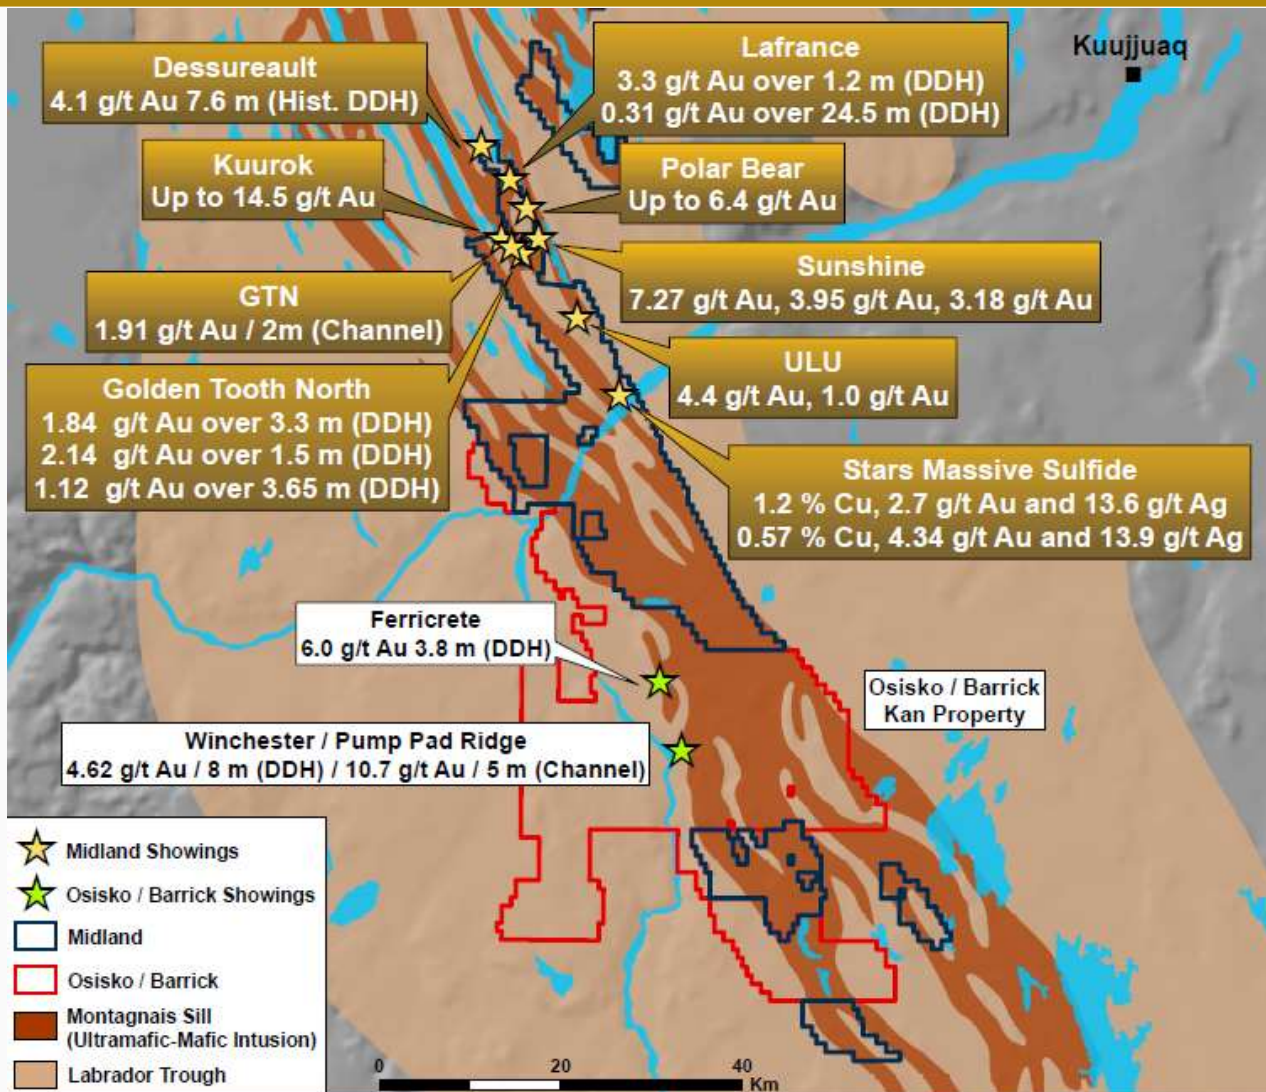 Kuujjuaq
Dessureault
4.1 g/t Au 7.6 m (Hist. DDH)
Lafrance
3.3 g/t Au over 1.2 m (DDH)
0.31 g/t Au over 24.5 m (DDH)
Kuurok
Up to 14.5 g/t Au
Polar Bear
Up to 6.4 g/t Au
Sunshine
7.27 g/t Au, 3.95 g/t Au, 3.18 g/t Au
GTN
1.91 g/t Au / 2m (Channel)
ULU
4.4 g/t Au, 1.0 g/t Au
Golden Tooth North
1.84 g/t Au over 3.3 m (DDH)
2.14 g/t Au over 1.5 m (DDH)
1.12 g/t Au over 3.65 m (DDH)
Stars Massive Sulfide
1.2 % Cu, 2.7 g/t Au and 13.6 g/t Ag
0.57 % Cu, 4.34 g/t Au and 13.9 g/t Ag
Ferricrete
6.0 g/t Au 3.8 m (DDH)
Osisko / Barrick
Kan Property
Winchester / Pump Pad Ridge
4.62 g/t Au / 8 m (DDH) / 10.7 g/t Au / 5 m (Channel)
Midland Showings
Osisko / Barrick Showings
Midland
Osisko / Barrick
Montagnais Sill
(Ultramafic-Mafic Intusion)
Labrador Trough
0 20 40
Km